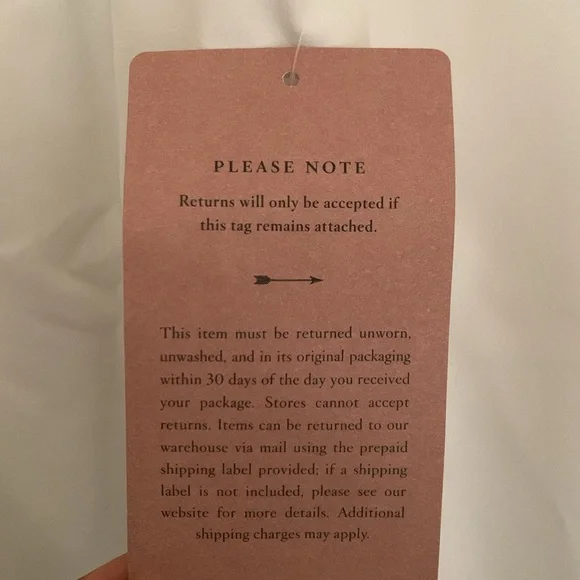 PLEASE NOTE
Returns will only be accepted if
this tag remains attached.
This item must be returned unworn,
unwashed, and in its original packaging
within 30 days of the day you received
your package. Stores cannot accept
returns. Items can be returned to our
warehouse via mail using the prepaid
shipping label provided; if a shipping
label is not included, please see our
website for more details. Additional
shipping charges may apply.